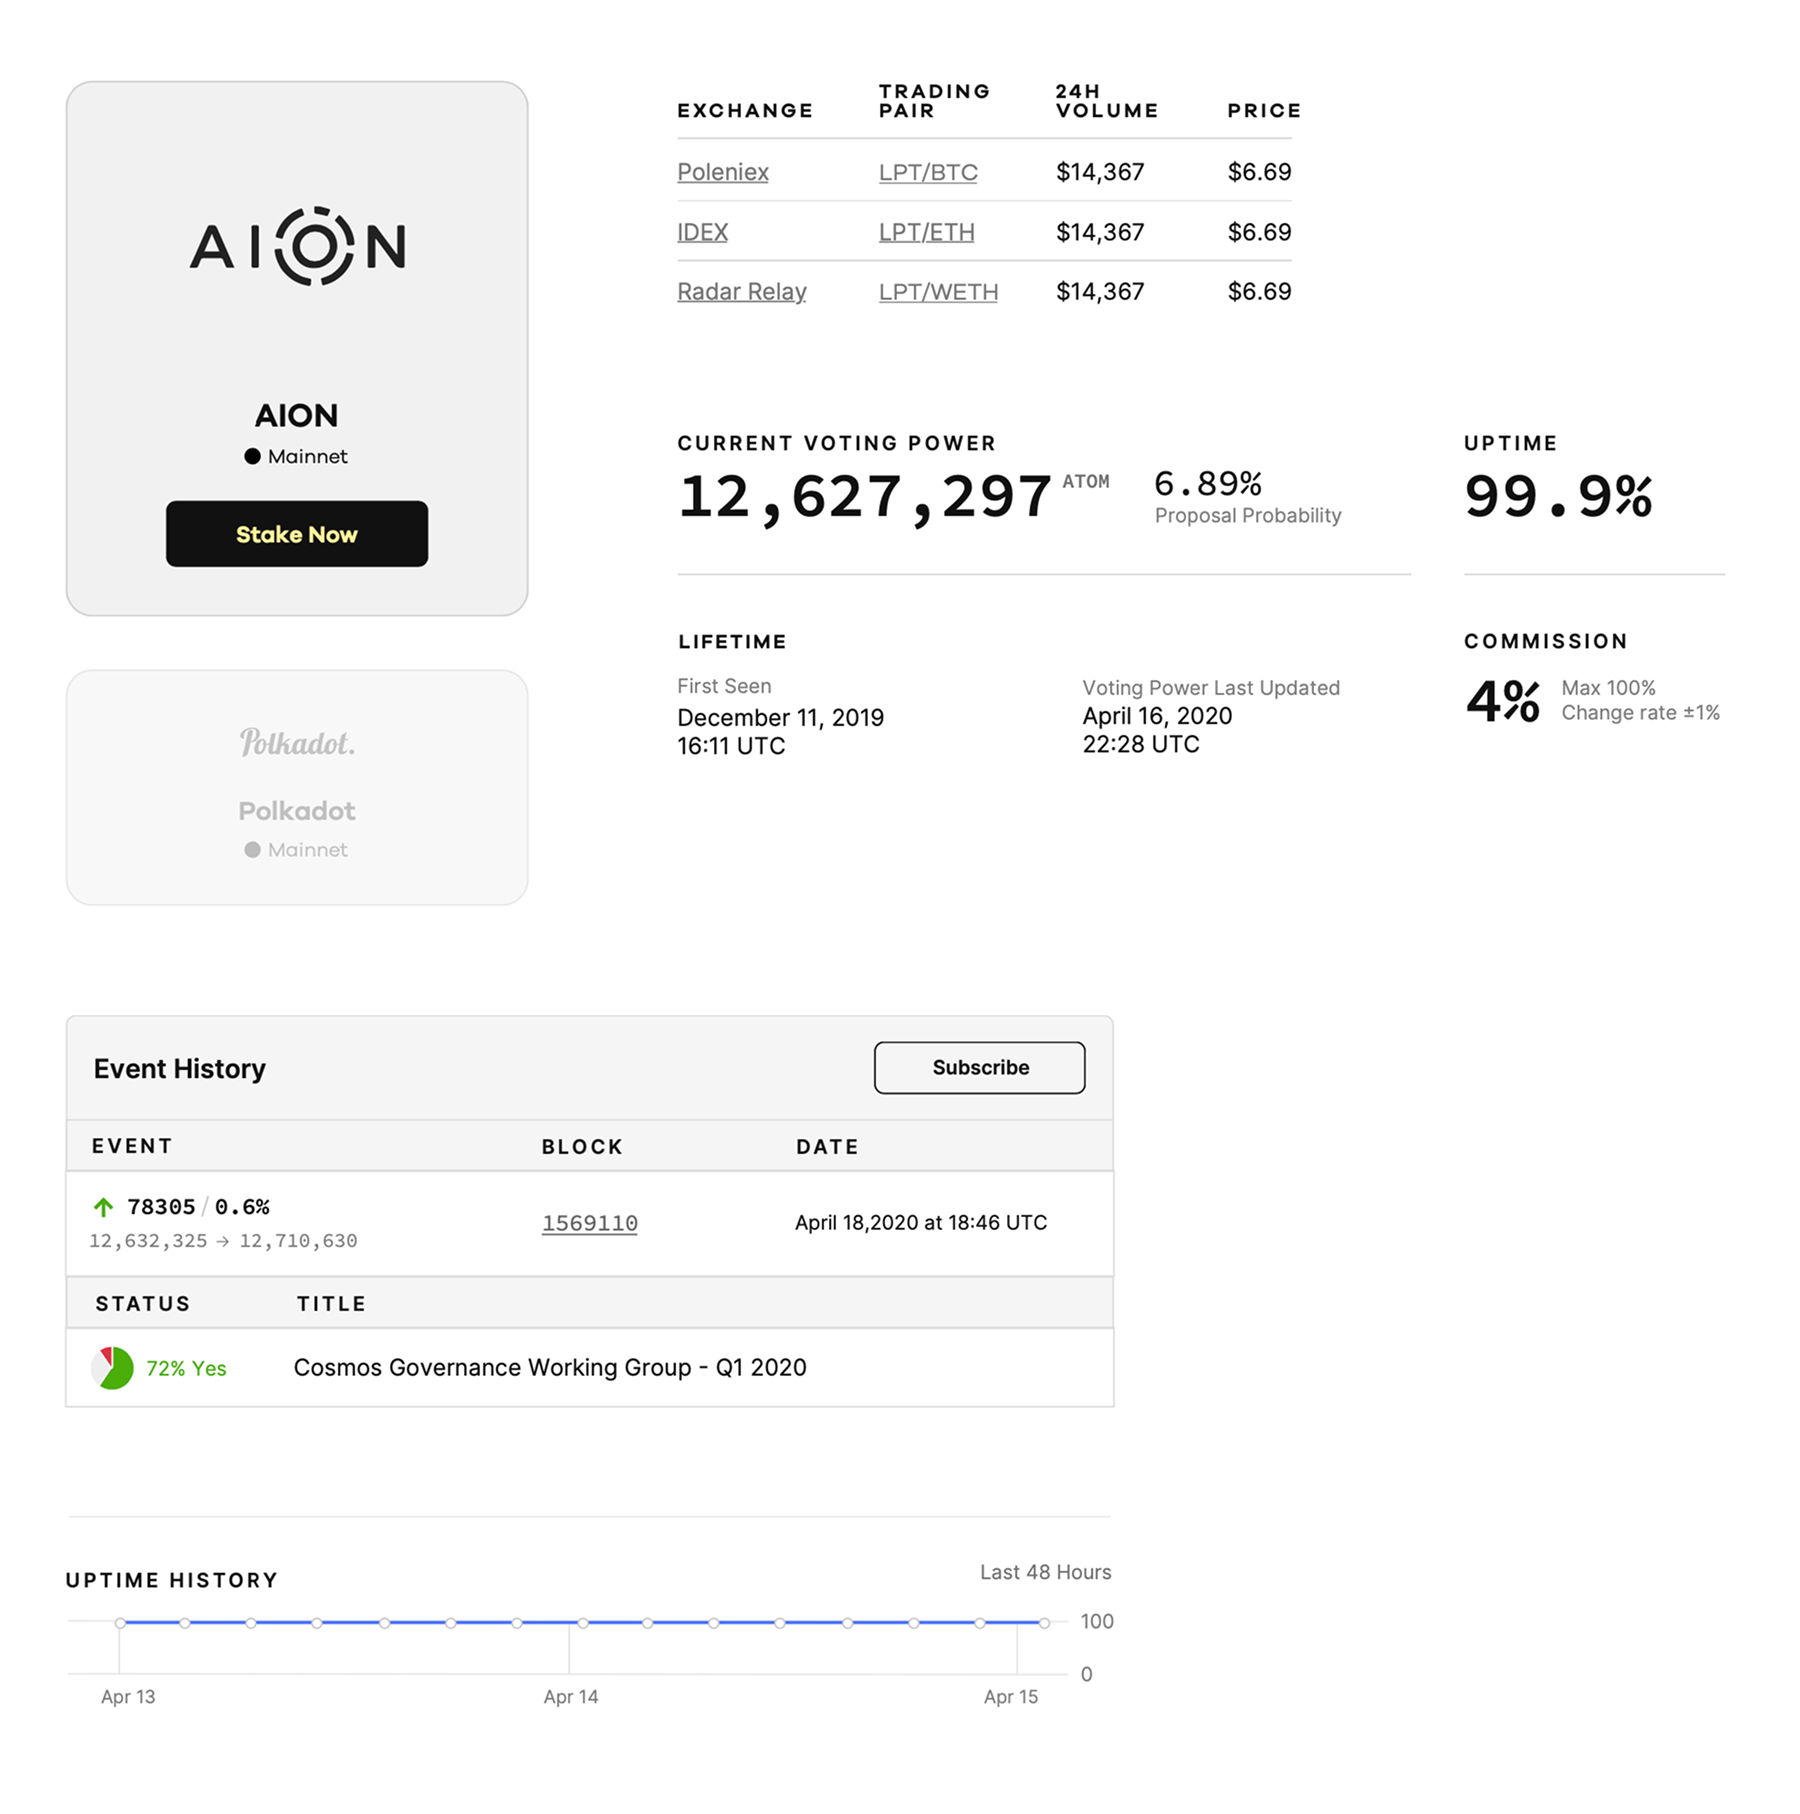 AION
AION
Mainnet
Stake Now
Polkadot.
Polkadot
Mainnet
EXCHANGE TRADING PAIR 24H VOLUME PRICE
Poleniex LPT/BTC $14,367 $6.69
IDEX LPT/ETH $14,367 $6.69
Radar Relay LPT/WETH $14,367 $6.69
CURRENT VOTING POWER
12,627,297 ATOM
6.89%
Proposal Probability
UPTIME
99.9%
LIFETIME
First Seen
December 11, 2019
16:11 UTC
Voting Power Last Updated
April 16, 2020
22:28 UTC
COMMISSION
4%
Max 100%
Change rate ±1%
Event History
Subscribe
EVENT BLOCK DATE
↑ 78305 / 0.6%
12,632,325 → 12,710,630
1569110
April 18,2020 at 18:46 UTC
STATUS TITLE
72% Yes Cosmos Governance Working Group - Q1 2020
UPTIME HISTORY
Last 48 Hours
100
0
Apr 13 Apr 14 Apr 15